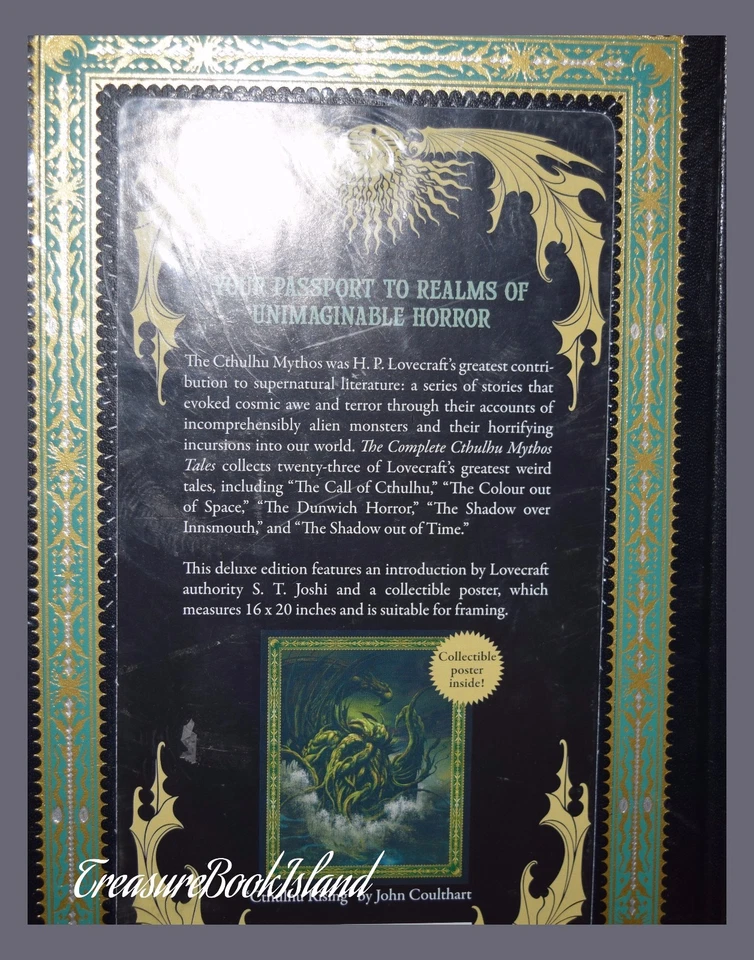 YOUR PASSPORT TO REALMS OF
UNIMAGINABLE HORROR
The Cthulhu Mythos was H. P. Lovecraft's greatest contri-
bution to supernatural literature: a series of stories that
evoked cosmic awe and terror through their accounts of
incomprehensibly alien monsters and their horrifying
incursions into our world. The Complete Cthulhu Mythos
Tales collects twenty-three of Lovecraft's greatest weird
tales, including “The Call of Cthulhu,” “The Colour out
of Space,” “The Dunwich Horror,” “The Shadow over
Innsmouth,” and “The Shadow out of Time.”
This deluxe edition features an introduction by Lovecraft
authority S. T. Joshi and a collectible poster, which
measures 16 x 20 inches and is suitable for framing.
Collectible
poster
inside!
TreasureBookIsland
Cthulhu Rising” by John Coulthart